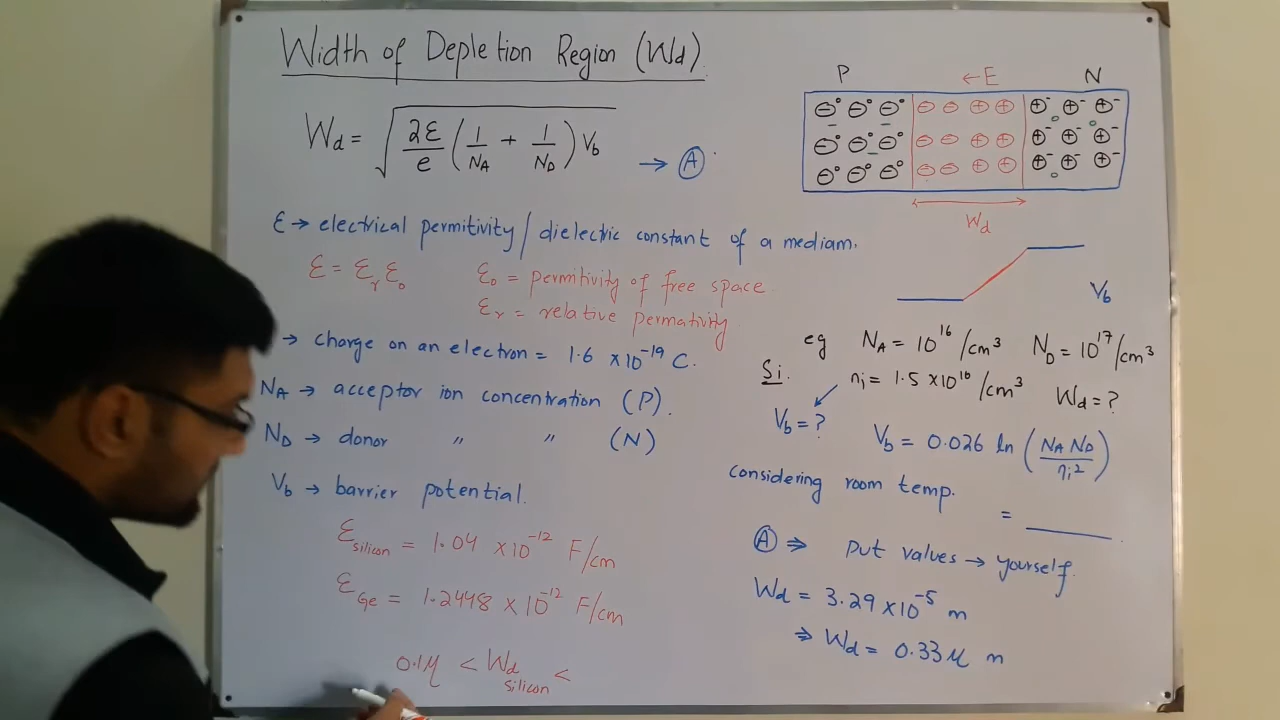 Width of Depletion Region (Wd)
Wd = √(2ε/e (1/NA + 1/ND) Vb) → Ⓐ
ε → electrical permitivity / dielectric constant of a mediam.
ε = εr ε0
ε0 = permitivity of free space
εr = relative permativity
→ charge on an electron = 1.6 × 10⁻¹⁹ C.
NA → acceptor ion concentration (P).
ND → donor " " (N)
Vb → barrier potential.
εsilicon = 1.04 × 10⁻¹² F/cm
εGe = 1.2448 × 10⁻¹² F/cm
0.1μ < Wd silicon <
P ← E N
Wd
Vb
eg NA = 10¹⁶ /cm³ ND = 10¹⁷/cm³
Si. ni = 1.5 × 10¹⁰ /cm³ Wd = ?
Vb = ?
Vb = 0.026 ln (NA ND / ni²)
considering room temp.
= ______
Ⓐ ⇒ put values → yourself.
Wd = 3.29 × 10⁻⁵ m
⇒ Wd = 0.33 μ m